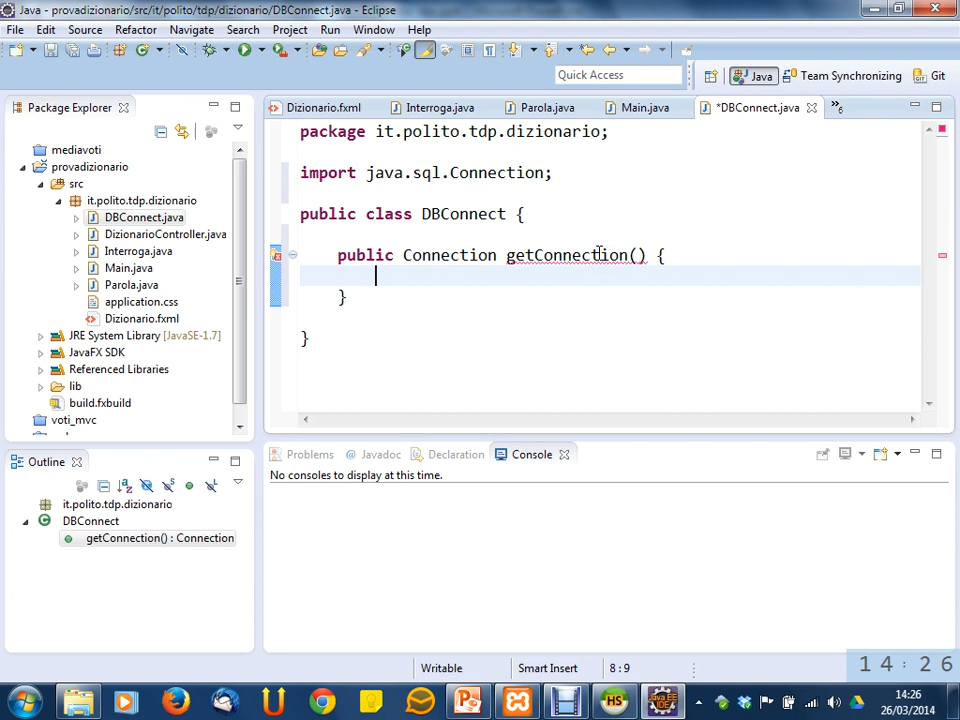 Java - provadizionario/src/it/polito/tdp/dizionario/DBConnect.java - Eclipse
File Edit Source Refactor Navigate Search Project Run Window Help
Quick Access
Java
Team Synchronizing
Git
Package Explorer
mediavoti
provadizionario
src
it.polito.tdp.dizionario
DBConnect.java
DizionarioController.java
Interroga.java
Main.java
Parola.java
application.css
Dizionario.fxml
JRE System Library [JavaSE-1.7]
JavaFX SDK
Referenced Libraries
lib
build.fxbuild
voti_mvc
Dizionario.fxml
Interroga.java
Parola.java
Main.java
*DBConnect.java
»6
package it.polito.tdp.dizionario;
import java.sql.Connection;
public class DBConnect {
public Connection getConnection() {
}
}
Outline
it.polito.tdp.dizionario
DBConnect
getConnection() : Connection
Problems
Javadoc
Declaration
Console
No consoles to display at this time.
Writable
Smart Insert
8 : 9
14:26
14:26
26/03/2014